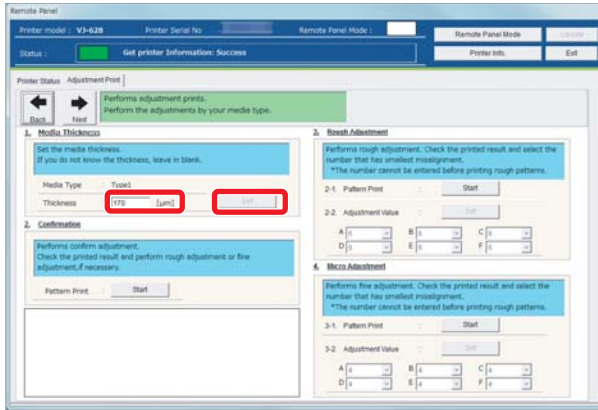 Remote Panel
Printer model : VJ-628 Printer Serial No Remote Panel Mode : Remote Panel Mode
Status : Get printer Information: Success Printer Info. Exit
Printer Status Adjustment Print
Back Next
Performs adjustment prints.
Perform the adjustments by your media type.
1. Media Thickness
Set the media thickness.
If you do not know the thickness, leave in blank.
Media Type : Type1
Thickness : 170 [μm] Set
2. Confirmation
Performs confirm adjustment.
Check the printed result and perform rough adjustment or fine
adjustment,if necessary.
Pattern Print : Start
3. Rough Adjustment
Performs rough adjustment. Check the printed result and select the
number that has smallest misalignment.
*The number cannot be entered before printing rough patterns.
2-1. Pattern Print : Start
2-2. Adjustment Value : Set
A 6 B 6 C 6
D 6 E 6 F 6
4. Micro Adjustment
Performs fine adjustment. Check the printed result and select the
number that has smallest misalignment.
*The number cannot be entered before printing rough patterns.
3-1. Pattern Print : Start
3-2. Adjustment Value : Set
A 4 B 4 C 4
D 4 E 4 F 4